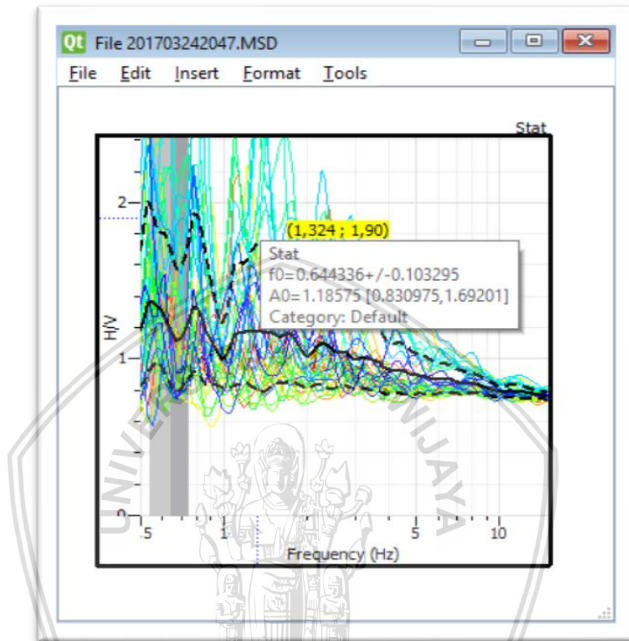 File 201703242047.MSD
File Edit Insert Format Tools
Stat
(1,324 ; 1,90)
Stat
f0=0.644336+/-0.103295
A0=1.18575 [0.830975,1.69201]
Category: Default
H/V
2
1
0
.5 1 5 10
Frequency (Hz)